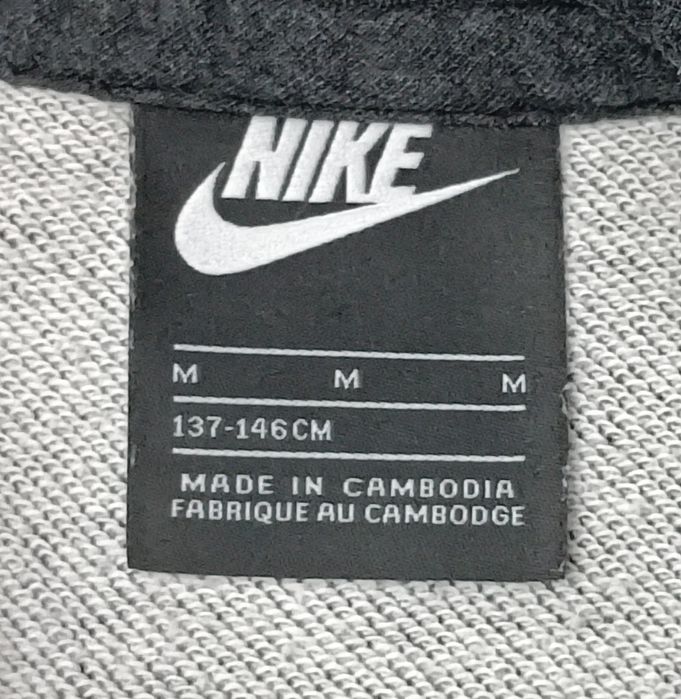 NIKE
M M M
137-146CM
MADE IN CAMBODIA
FABRIQUE AU CAMBODGE